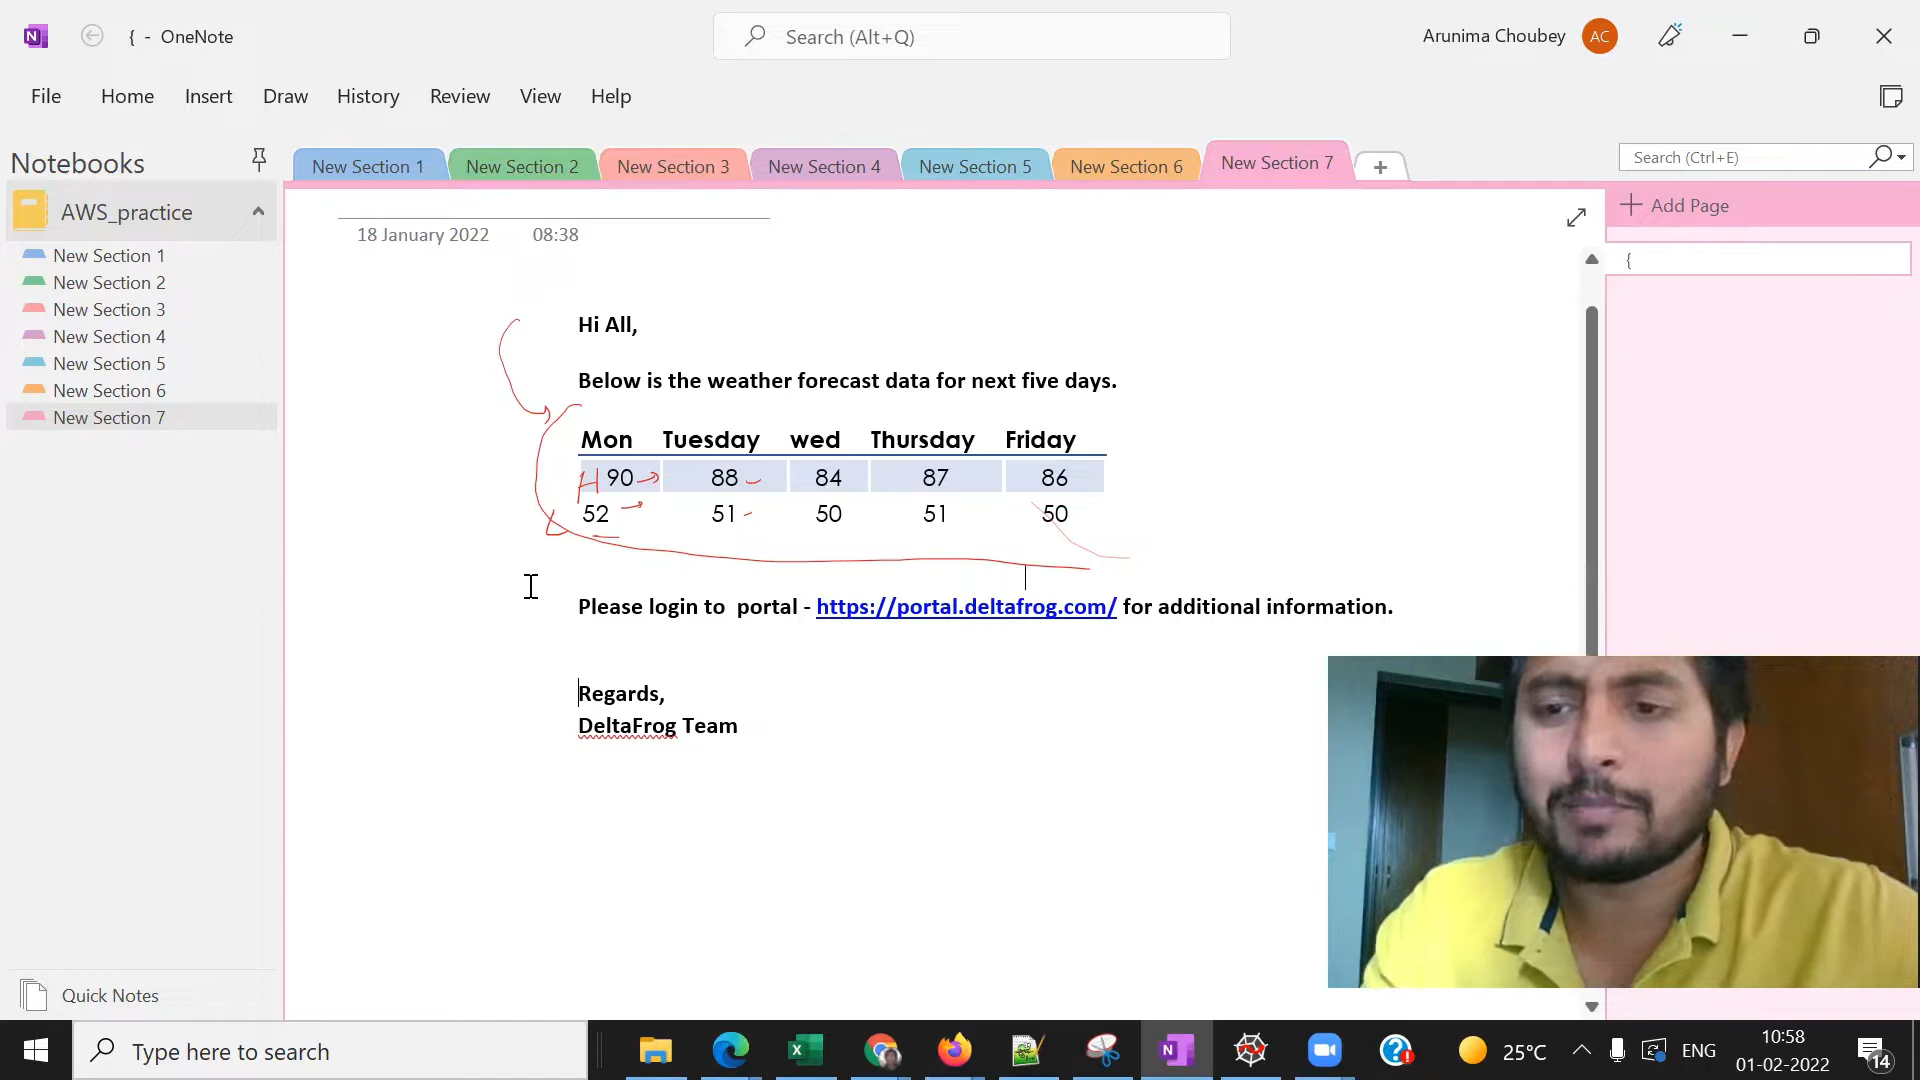 { - OneNote
Search (Alt+Q)
Arunima Choubey
AC
File Home Insert Draw History Review View Help
Notebooks
New Section 1 New Section 2 New Section 3 New Section 4 New Section 5 New Section 6 New Section 7 +
Search (Ctrl+E)
AWS_practice
New Section 1
New Section 2
New Section 3
New Section 4
New Section 5
New Section 6
New Section 7
Quick Notes
Add Page
{
18 January 2022 08:38
Hi All,
Below is the weather forecast data for next five days.
Mon Tuesday wed Thursday Friday
H 90 88 84 87 86
L 52 51 50 51 50
Please login to portal - https://portal.deltafrog.com/ for additional information.
Regards,
DeltaFrog Team
Type here to search
25°C
ENG
10:58
01-02-2022
14